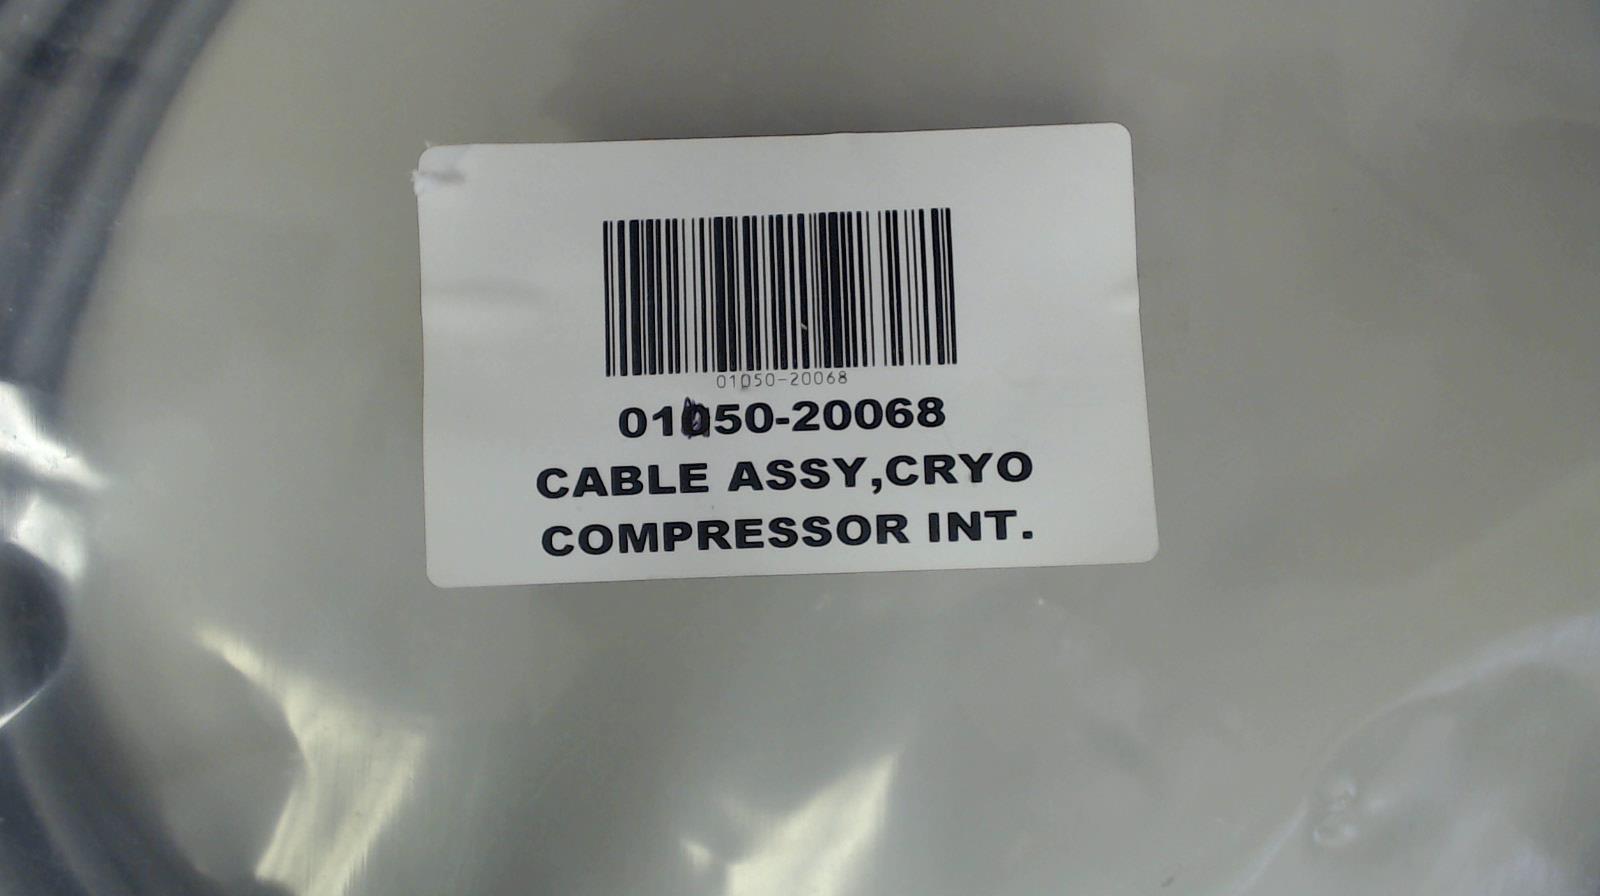 01050-20068
01050-20068
CABLE ASSY,CRYO
COMPRESSOR INT.